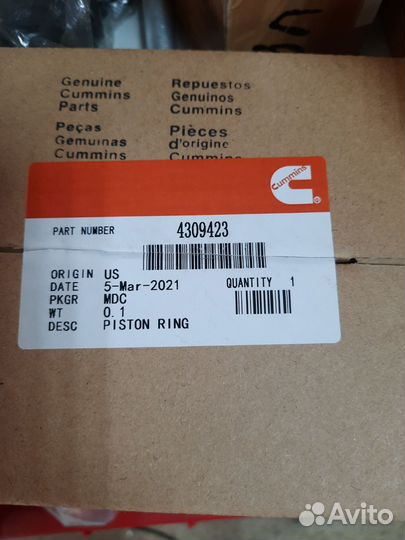 Genuine
Cummins
Parts
Repuestos
Genuinos
Cummins
Peças
Genuinas
Cummins
Pièces
d'origine
Cummins
Cummins
PART NUMBER 4309423
ORIGIN US
DATE 5-Mar-2021
PKGR MDC
WT 0.1
DESC PISTON RING
QUANTITY 1
Avito